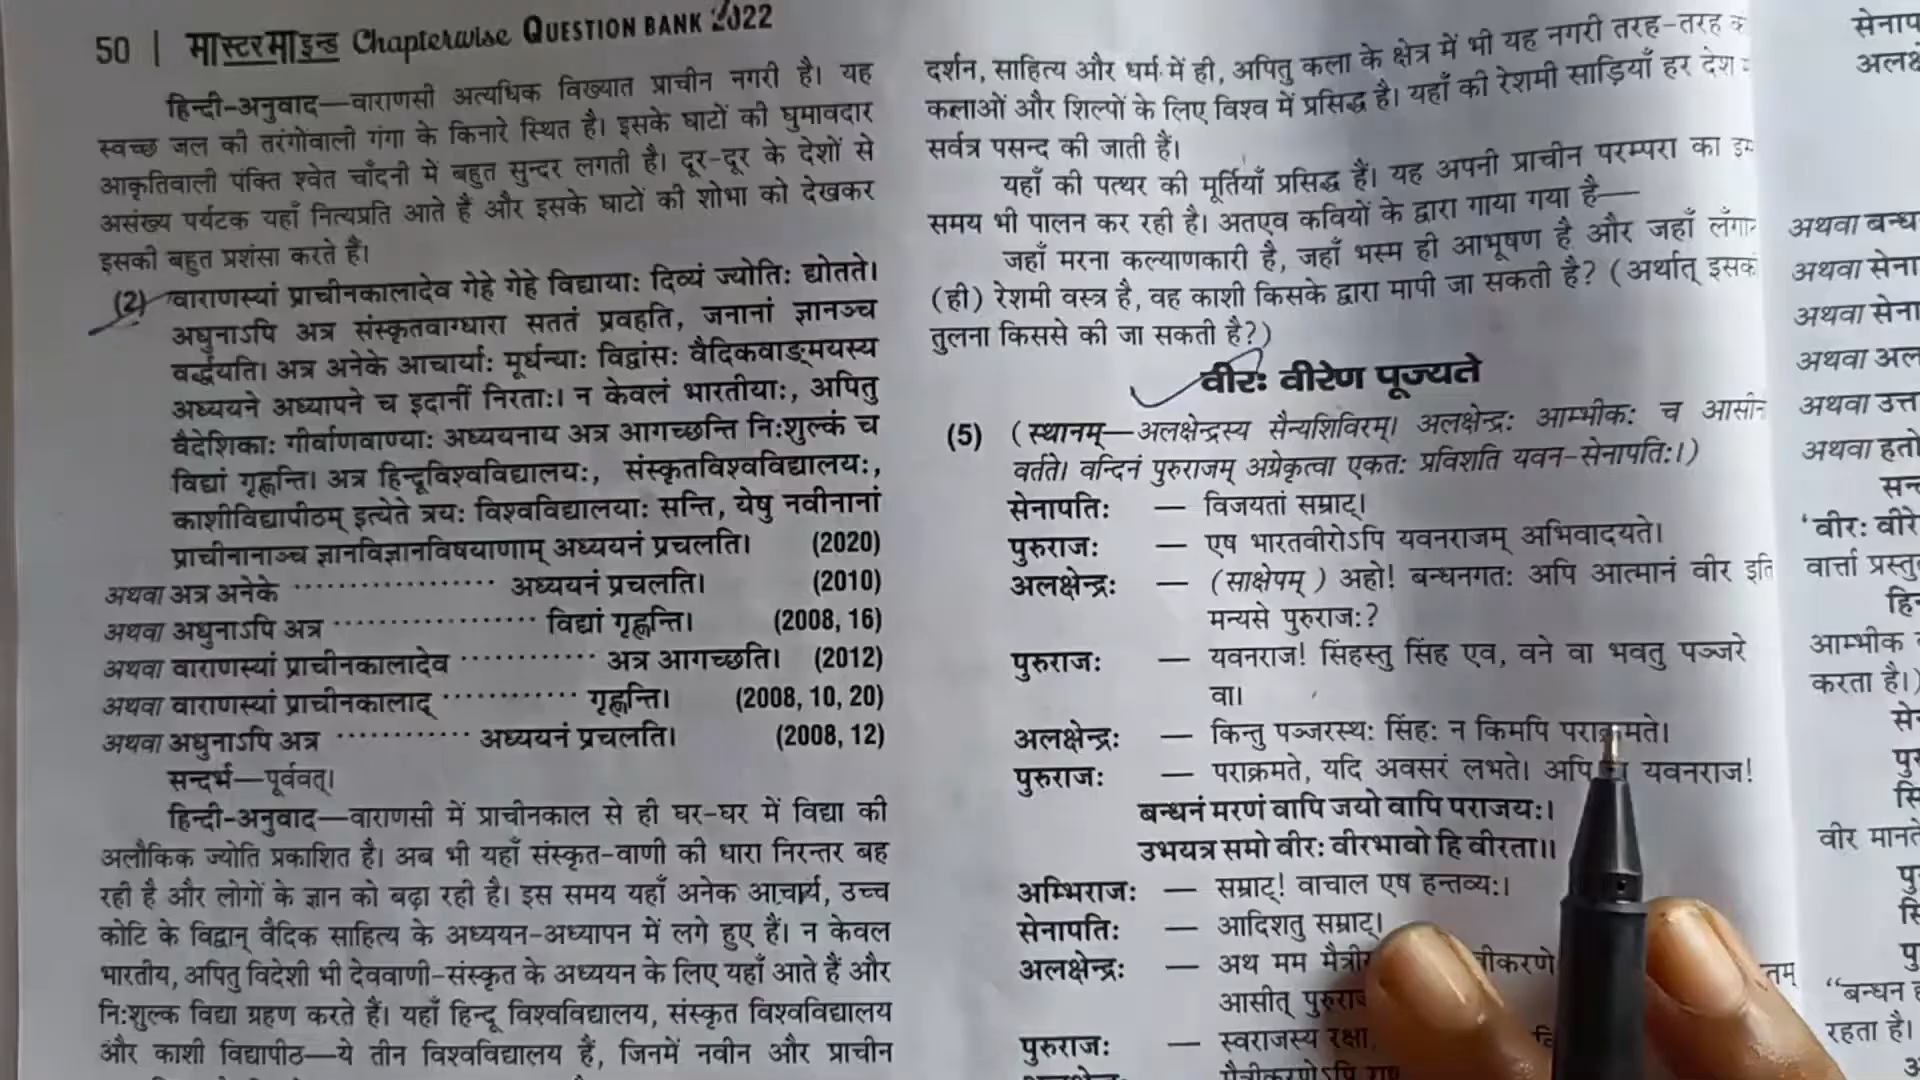 50 | मास्टरमाइन्ड Chapterwise QUESTION BANK 2022
हिन्दी-अनुवाद—वाराणसी अत्यधिक विख्यात प्राचीन नगरी है। यह
स्वच्छ जल की तरंगोंवाली गंगा के किनारे स्थित है। इसके घाटों की घुमावदार
आकृतिवाली पंक्ति श्वेत चाँदनी में बहुत सुन्दर लगती है। दूर-दूर के देशों से
असंख्य पर्यटक यहाँ नित्यप्रति आते हैं और इसके घाटों की शोभा को देखकर
इसकी बहुत प्रशंसा करते हैं।
(2) वाराणस्यां प्राचीनकालादेव गेहे गेहे विद्यायाः दिव्यं ज्योतिः द्योतते।
अधुनाऽपि अत्र संस्कृतवाग्धारा सततं प्रवहति, जनानां ज्ञानञ्च
वर्द्धयति। अत्र अनेके आचार्याः मूर्धन्याः विद्वांसः वैदिकवाङ्मयस्य
अध्ययने अध्यापने च इदानीं निरताः। न केवलं भारतीयाः, अपितु
वैदेशिकाः गीर्वाणवाण्याः अध्ययनाय अत्र आगच्छन्ति निःशुल्कं च
विद्यां गृह्णन्ति। अत्र हिन्दूविश्वविद्यालयः, संस्कृतविश्वविद्यालयः,
काशीविद्यापीठम् इत्येते त्रयः विश्वविद्यालयाः सन्ति, येषु नवीनानां
प्राचीनानाञ्च ज्ञानविज्ञानविषयाणाम् अध्ययनं प्रचलति। (2020)
अथवा अत्र अनेके ................... अध्ययनं प्रचलति। (2010)
अथवा अधुनाऽपि अत्र ................... विद्यां गृह्णन्ति। (2008, 16)
अथवा वाराणस्यां प्राचीनकालादेव ............ अत्र आगच्छति। (2012)
अथवा वाराणस्यां प्राचीनकालाद् ............ गृह्णन्ति। (2008, 10, 20)
अथवा अधुनाऽपि अत्र ............ अध्ययनं प्रचलति। (2008, 12)
सन्दर्भ—पूर्ववत्।
हिन्दी-अनुवाद—वाराणसी में प्राचीनकाल से ही घर-घर में विद्या की
अलौकिक ज्योति प्रकाशित है। अब भी यहाँ संस्कृत-वाणी की धारा निरन्तर बह
रही है और लोगों के ज्ञान को बढ़ा रही है। इस समय यहाँ अनेक आचार्य, उच्च
कोटि के विद्वान् वैदिक साहित्य के अध्ययन-अध्यापन में लगे हुए हैं। न केवल
भारतीय, अपितु विदेशी भी देववाणी-संस्कृत के अध्ययन के लिए यहाँ आते हैं और
निःशुल्क विद्या ग्रहण करते हैं। यहाँ हिन्दू विश्वविद्यालय, संस्कृत विश्वविद्यालय
और काशी विद्यापीठ—ये तीन विश्वविद्यालय हैं, जिनमें नवीन और प्राचीन
दर्शन, साहित्य और धर्म में ही, अपितु कला के क्षेत्र में भी यह नगरी तरह-तरह
कलाओं और शिल्पों के लिए विश्व में प्रसिद्ध है। यहाँ की रेशमी साड़ियाँ हर देश
सर्वत्र पसन्द की जाती हैं।
यहाँ की पत्थर की मूर्तियाँ प्रसिद्ध हैं। यह अपनी प्राचीन परम्परा का
समय भी पालन कर रही है। अतएव कवियों के द्वारा गाया गया है—
जहाँ मरना कल्याणकारी है, जहाँ भस्म ही आभूषण है और जहाँ
(ही) रेशमी वस्त्र है, वह काशी किसके द्वारा मापी जा सकती है? (अर्थात्
तुलना किससे की जा सकती है?)
वीरः वीरेण पूज्यते
(5) (स्थानम्—अलक्षेन्द्रस्य सैन्यशिविरम्। अलक्षेन्द्रः आम्भीकः च
वर्तते। वन्दिनं पुरुराजम् अग्रेकृत्वा एकतः प्रविशति यवन-सेनापतिः।)
सेनापतिः — विजयतां सम्राट्।
पुरुराजः — एष भारतवीरोऽपि यवनराजम् अभिवादयते।
अलक्षेन्द्रः — (साक्षेपम्) अहो! बन्धनगतः अपि आत्मानं वीर
मन्यसे पुरुराजः?
पुरुराजः — यवनराज! सिंहस्तु सिंह एव, वने वा भवतु पञ्जरे
वा।
अलक्षेन्द्रः — किन्तु पञ्जरस्थः सिंहः न किमपि पराक्रमते।
पुरुराजः — पराक्रमते, यदि अवसरं लभते। अपि यवनराज!
बन्धनं मरणं वापि जयो वापि पराजयः।
उभयत्र समो वीरः वीरभावो हि वीरता॥
अम्भिराजः — सम्राट्! वाचाल एष हन्तव्यः।
सेनापतिः — आदिशतु सम्राट्।
अलक्षेन्द्रः — अथ मम
आसीत्
पुरुराजः — स्वराजस्य रक्षा,
अथवा
अथवा सेना
अथवा सेना
अथवा
अथवा
अथवा
करता है।)
वीर
रहता है।